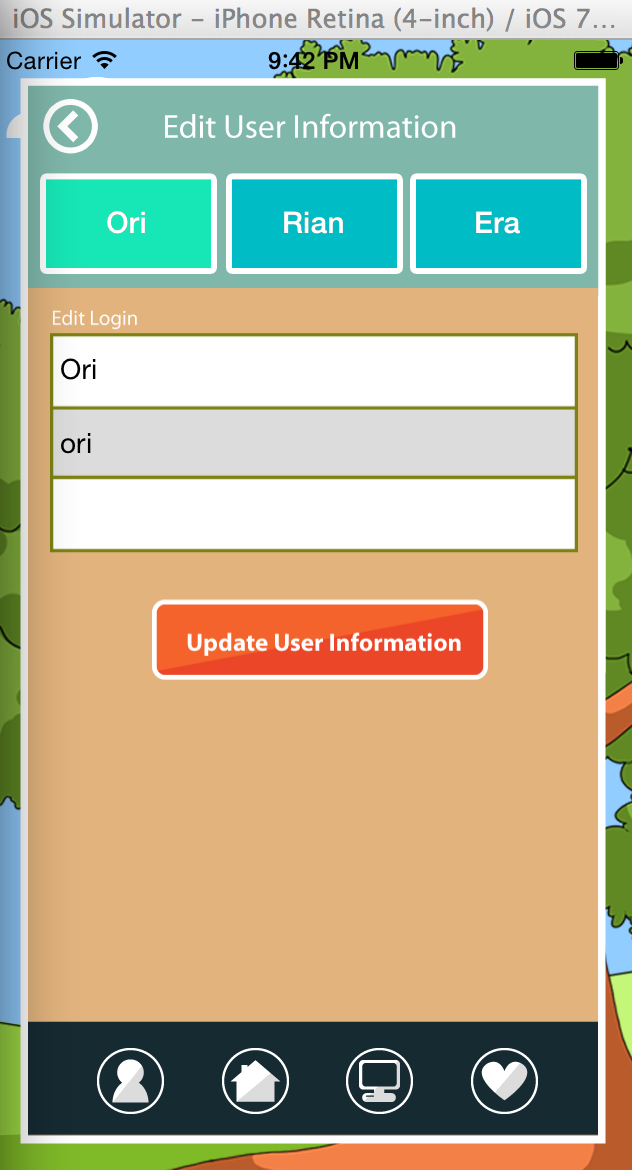 iOS Simulator - iPhone Retina (4-inch) / iOS 7...
Carrier 9:42 PM
Edit User Information
Ori Rian Era
Edit Login
Ori
ori
Update User Information